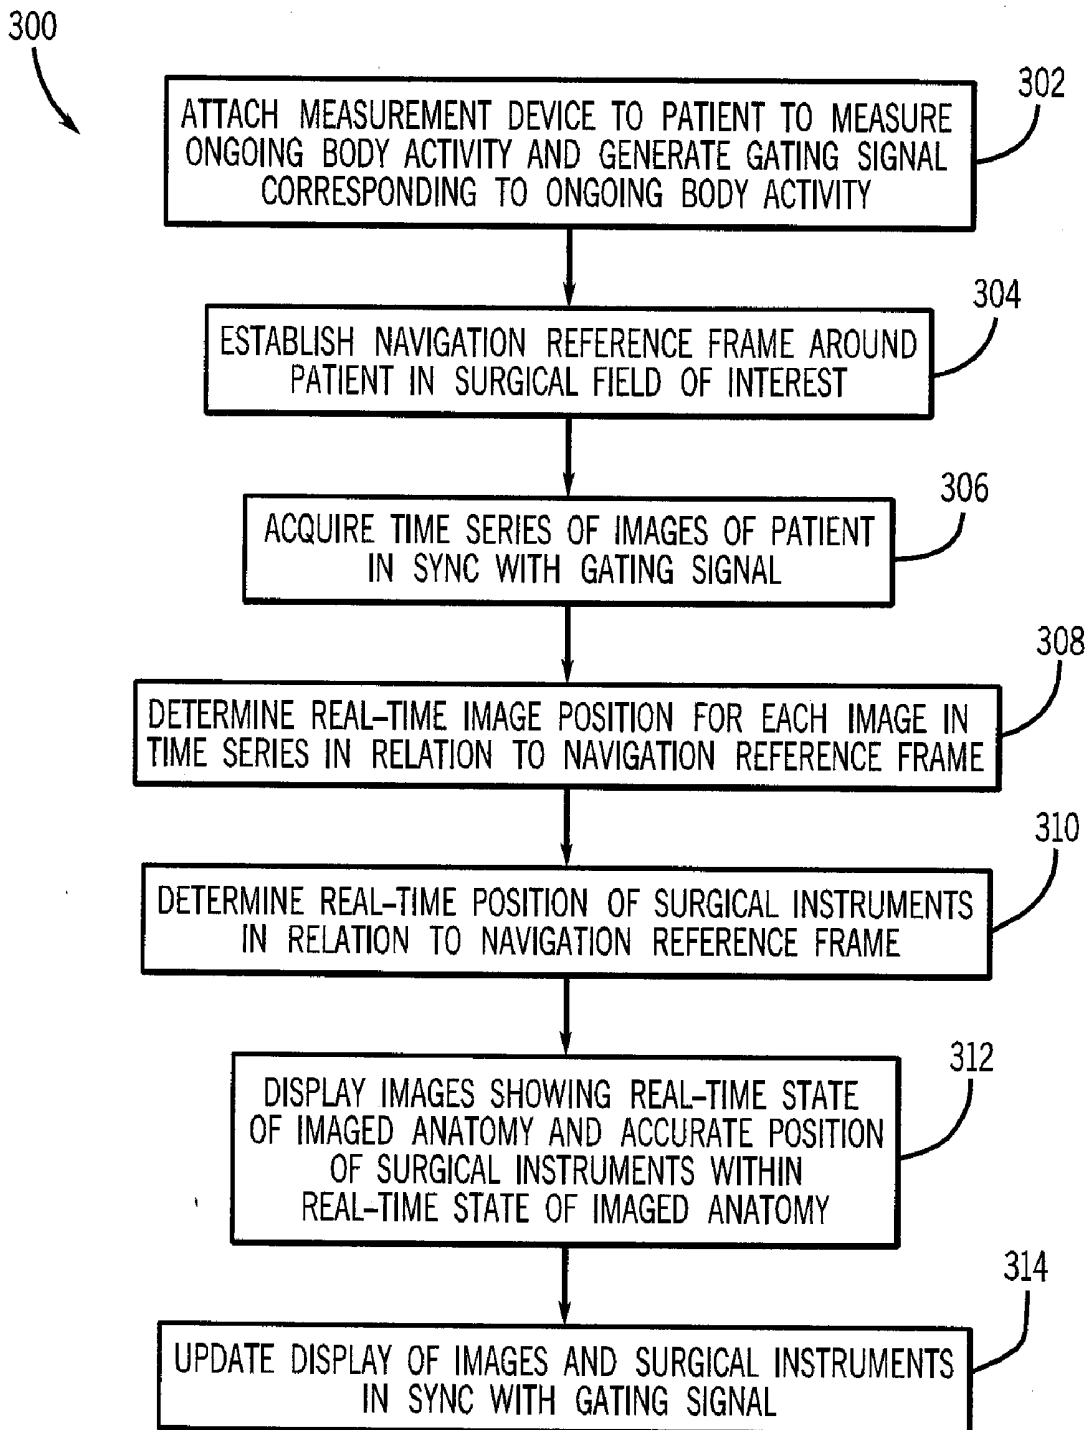 300
302
ATTACH MEASUREMENT DEVICE TO PATIENT TO MEASURE
ONGOING BODY ACTIVITY AND GENERATE GATING SIGNAL
CORRESPONDING TO ONGOING BODY ACTIVITY
304
ESTABLISH NAVIGATION REFERENCE FRAME AROUND
PATIENT IN SURGICAL FIELD OF INTEREST
306
ACQUIRE TIME SERIES OF IMAGES OF PATIENT
IN SYNC WITH GATING SIGNAL
308
DETERMINE REAL-TIME IMAGE POSITION FOR EACH IMAGE IN
TIME SERIES IN RELATION TO NAVIGATION REFERENCE FRAME
310
DETERMINE REAL-TIME POSITION OF SURGICAL INSTRUMENTS
IN RELATION TO NAVIGATION REFERENCE FRAME
312
DISPLAY IMAGES SHOWING REAL-TIME STATE
OF IMAGED ANATOMY AND ACCURATE POSITION
OF SURGICAL INSTRUMENTS WITHIN
REAL-TIME STATE OF IMAGED ANATOMY
314
UPDATE DISPLAY OF IMAGES AND SURGICAL INSTRUMENTS
IN SYNC WITH GATING SIGNAL